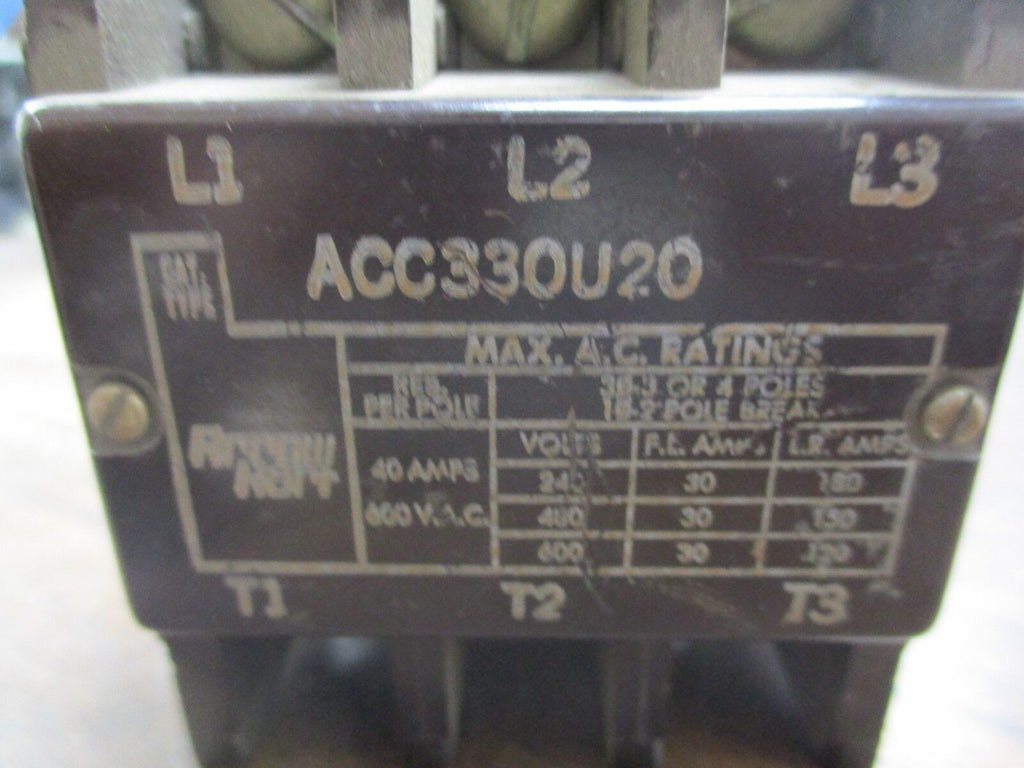 L1 L2 L3
ACC330U20
CAT.
TYPE
MAX. A.C. RATINGS
RES.
PER POLE
3Ø-3 OR 4 POLES
1Ø-2 POLE BREAK
Arrow
Hart
40 AMPS
600 V.A.C.
VOLTS F.L. AMPS L.R. AMPS
240 30 180
480 30 150
600 30 120
T1 T2 T3